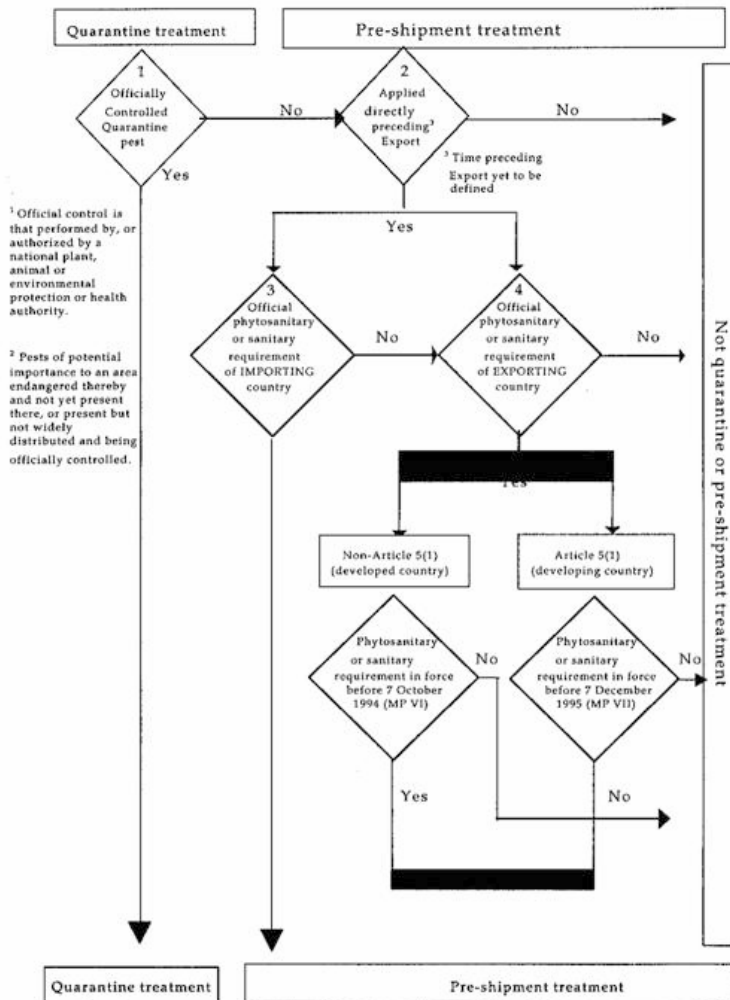 Quarantine treatment
Pre-shipment treatment
1
Officially
Controlled
Quarantine
pest
No
2
Applied
directly
preceding³
Export
No
Yes
³ Time preceding
Export yet to be
defined
¹ Official control is
that performed by, or
authorized by a
national plant,
animal or
environmental
protection or health
authority.
² Pests of potential
importance to an area
endangered thereby
and not yet present
there, or present but
not widely
distributed and being
officially controlled.
Yes
3
Official
phytosanitary
or sanitary
requirement
of IMPORTING
country
No
4
Official
phytosanitary
or sanitary
requirement
of EXPORTING
country
No
Yes
Non-Article 5(1)
(developed country)
Article 5(1)
(developing country)
Phytosanitary
or sanitary
requirement in force
before 7 October
1994 (MP VI)
No
Phytosanitary
or sanitary
requirement in force
before 7 December
1995 (MP VII)
No
Yes
No
Not quarantine or pre-shipment treatment
Quarantine treatment
Pre-shipment treatment